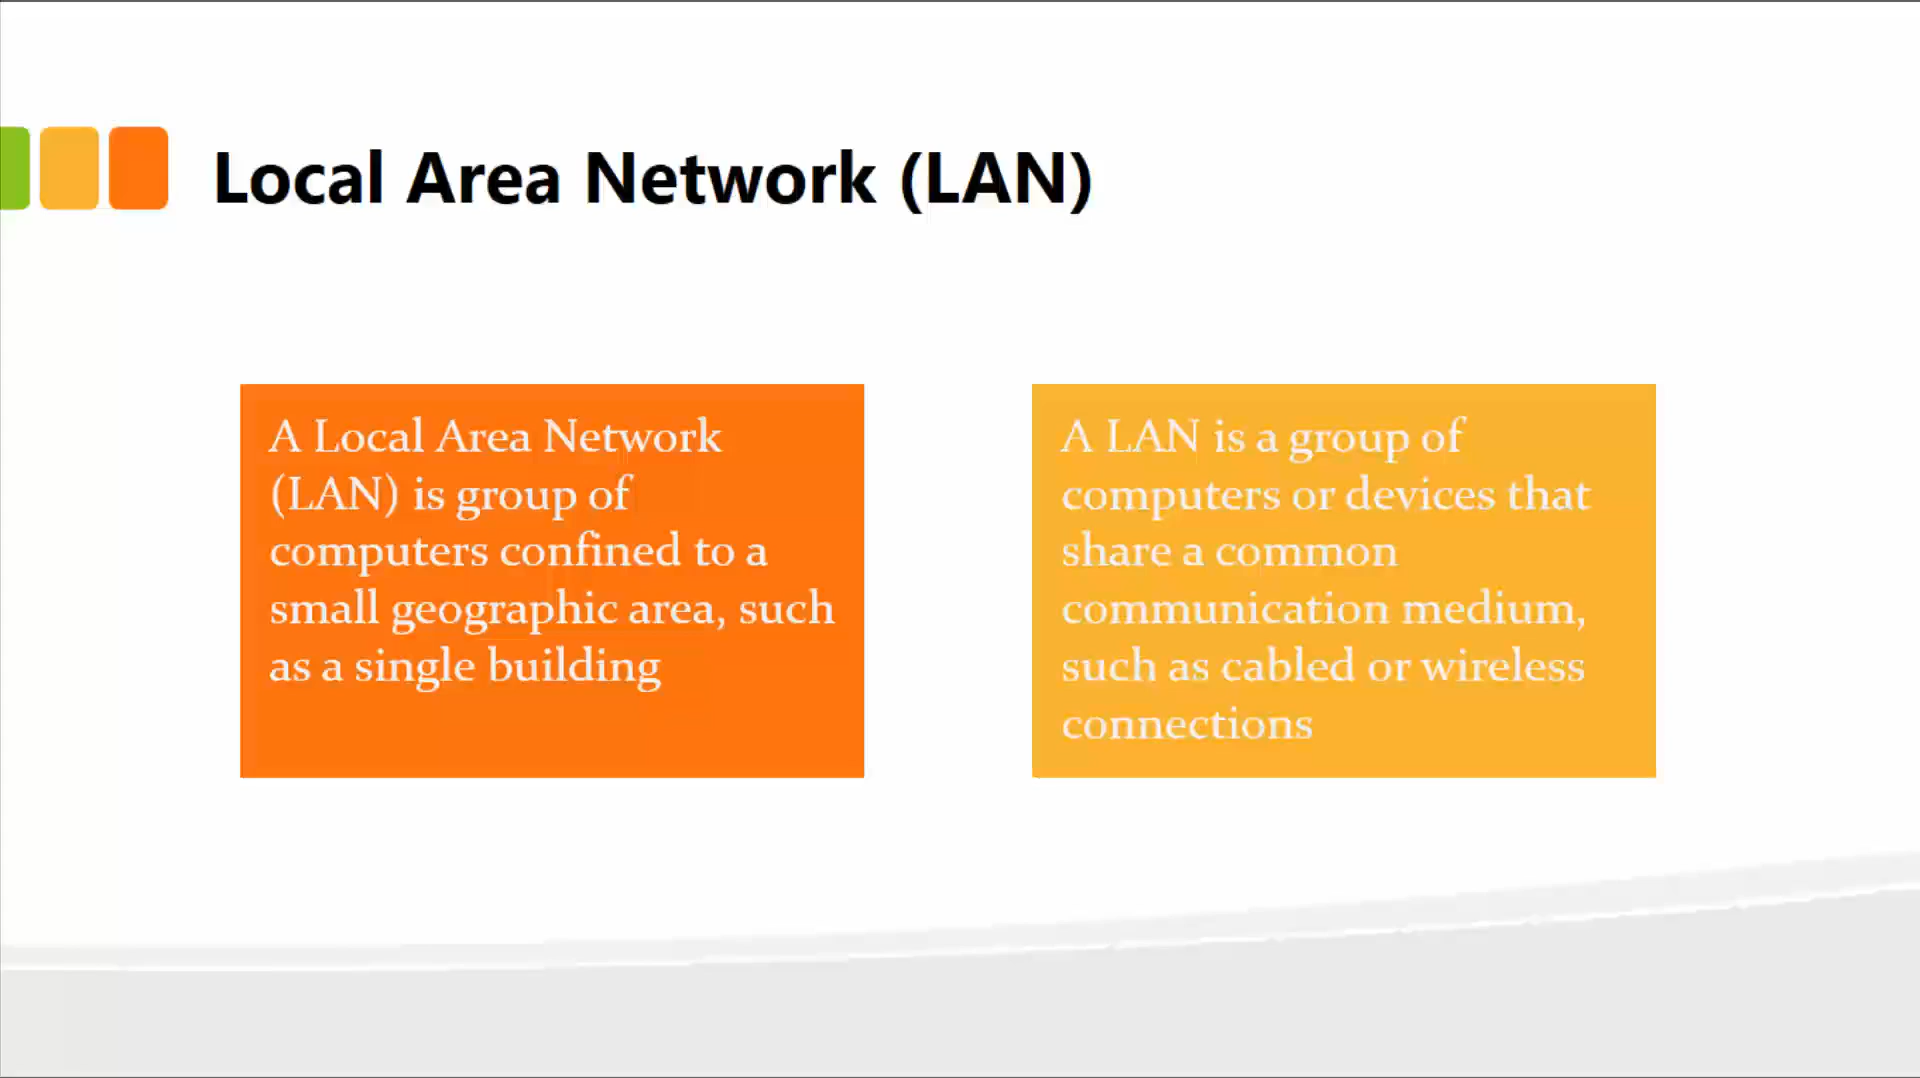 Local Area Network (LAN)
A Local Area Network
(LAN) is group of
computers confined to a
small geographic area, such
as a single building
A LAN is a group of
computers or devices that
share a common
communication medium,
such as cabled or wireless
connections